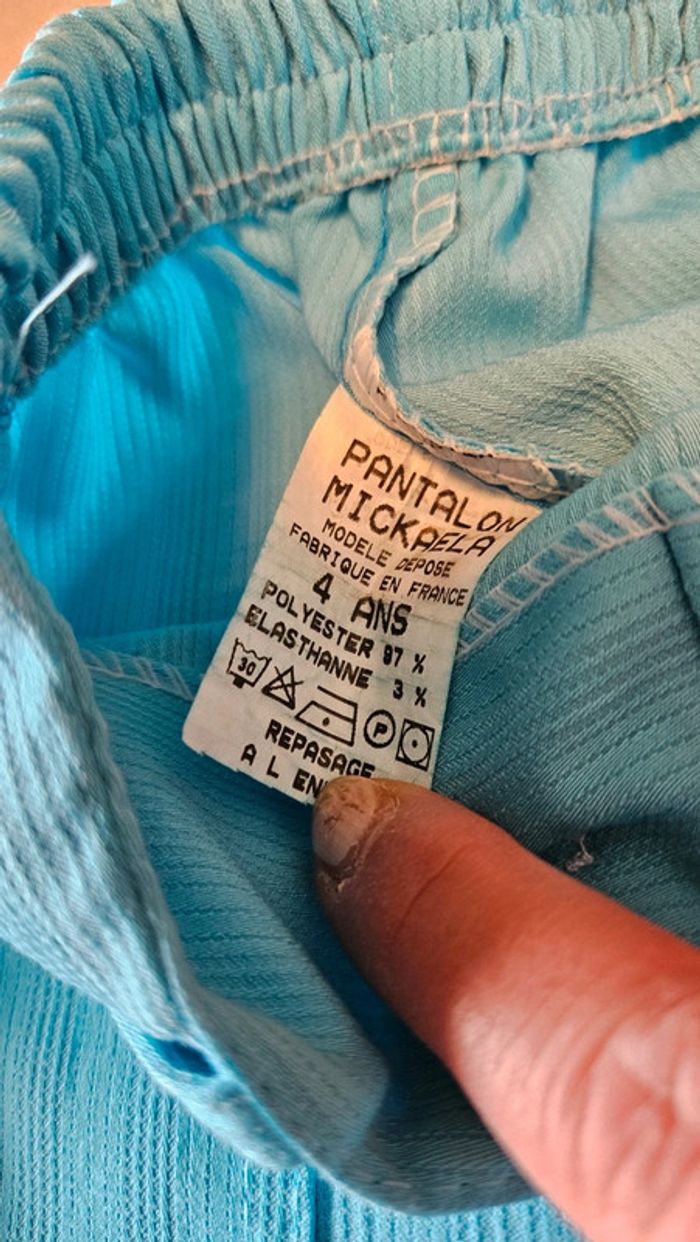 PANTALON
MICKAELA
MODELE DEPOSE
FABRIQUE EN FRANCE
4 ANS
POLYESTER 97 %
ELASTHANNE 3 %
30 P
REPASAGE
A L